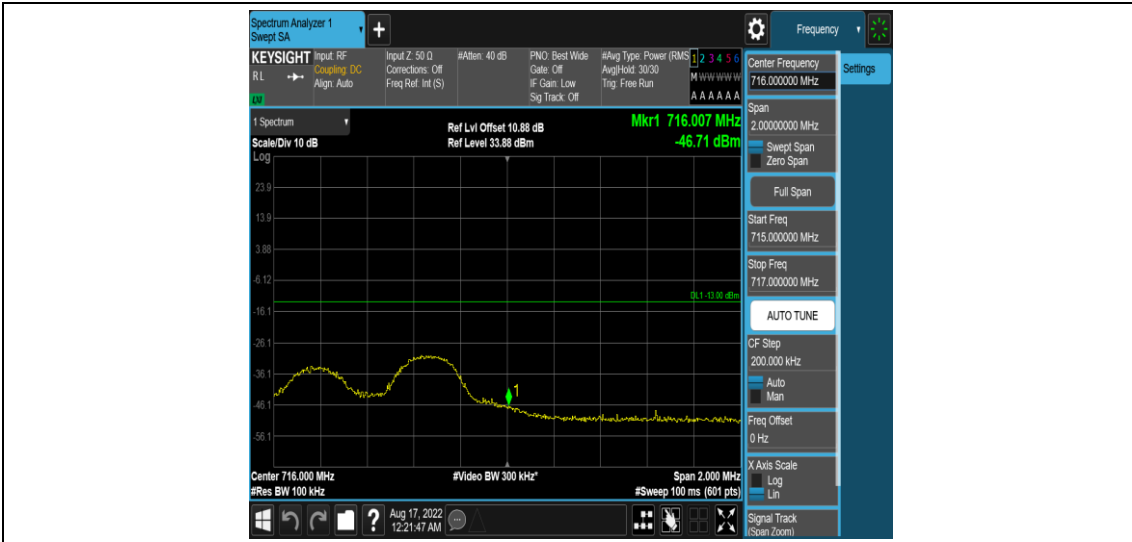 Spectrum Analyzer 1
Swept SA
+
Frequency
KEYSIGHT
RL
LXI
Input: RF
Coupling: DC
Align: Auto
Input Z: 50 Ω
Corrections: Off
Freq Ref: Int (S)
#Atten: 40 dB
PNO: Best Wide
Gate: Off
IF Gain: Low
Sig Track: Off
#Avg Type: Power (RMS
Avg|Hold: 30/30
Trig: Free Run
1 2 3 4 5 6
M W W W W W
A A A A A A
1 Spectrum
Scale/Div 10 dB
Log
Ref Lvl Offset 10.88 dB
Ref Level 33.88 dBm
Mkr1 716.007 MHz
-46.71 dBm
23.9
13.9
3.88
-6.12
DL1 -13.00 dBm
-16.1
-26.1
-36.1
1
-46.1
-56.1
Center 716.000 MHz
#Video BW 300 kHz*
Span 2.000 MHz
#Res BW 100 kHz
#Sweep 100 ms (601 pts)
?
Aug 17, 2022
12:21:47 AM
Center Frequency
716.000000 MHz
Settings
Span
2.00000000 MHz
Swept Span
Zero Span
Full Span
Start Freq
715.000000 MHz
Stop Freq
717.000000 MHz
AUTO TUNE
CF Step
200.000 kHz
Auto
Man
Freq Offset
0 Hz
X Axis Scale
Log
Lin
Signal Track
(Span Zoom)